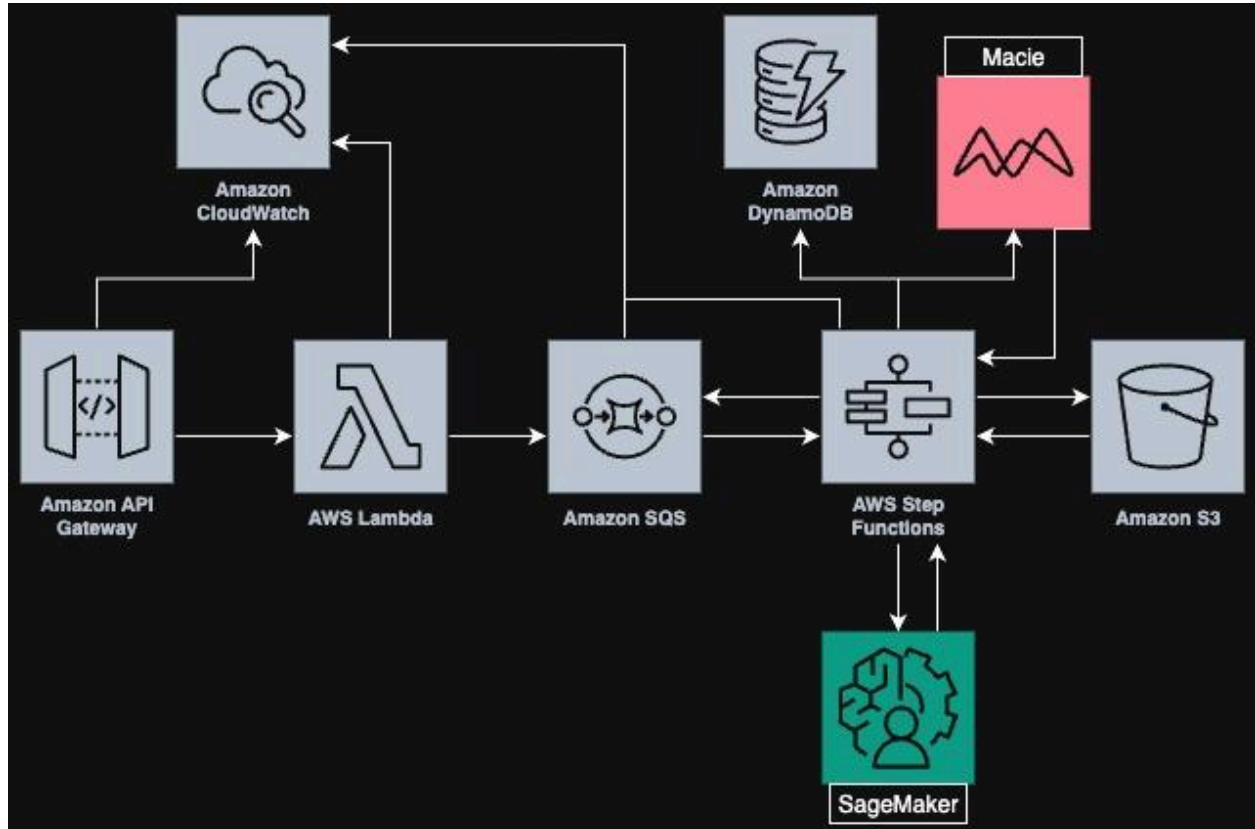 Macie
Amazon
CloudWatch
Amazon
DynamoDB
</>
Amazon API
Gateway
AWS Lambda
Amazon SQS
AWS Step
Functions
Amazon S3
SageMaker